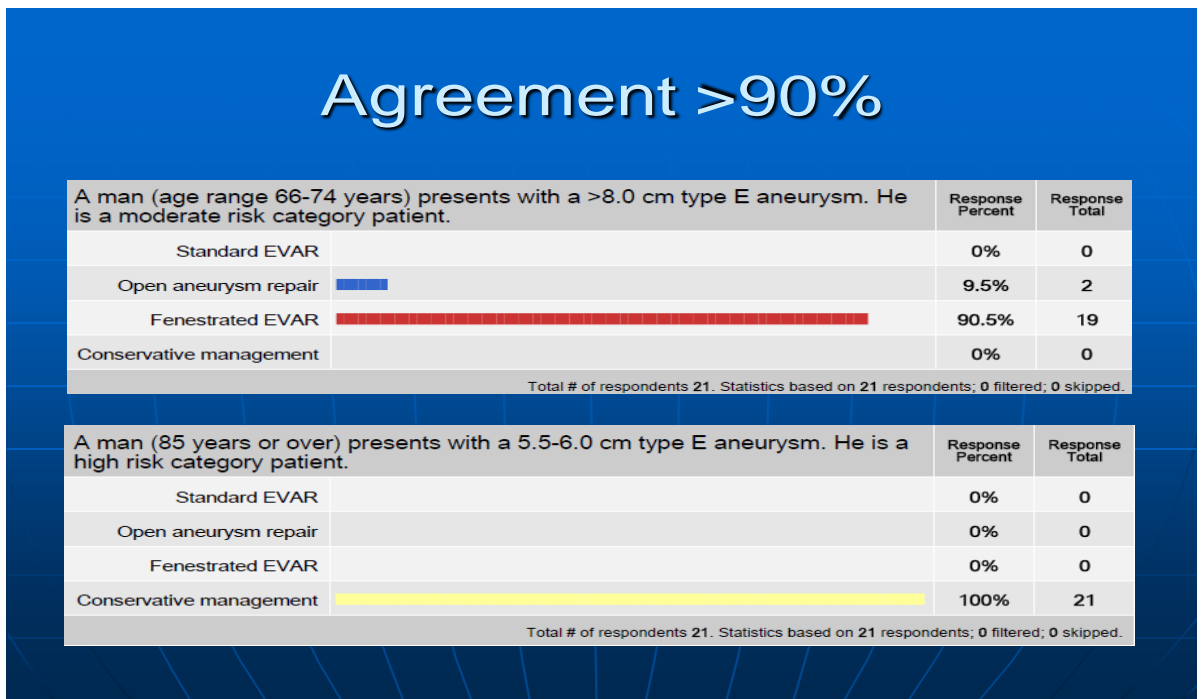 Agreement >90%
A man (age range 66-74 years) presents with a >8.0 cm type E aneurysm. He
is a moderate risk category patient.
Response
Percent
Response
Total
Standard EVAR 0% 0
Open aneurysm repair 9.5% 2
Fenestrated EVAR 90.5% 19
Conservative management 0% 0
Total # of respondents 21. Statistics based on 21 respondents; 0 filtered; 0 skipped.
A man (85 years or over) presents with a 5.5-6.0 cm type E aneurysm. He is a
high risk category patient.
Response
Percent
Response
Total
Standard EVAR 0% 0
Open aneurysm repair 0% 0
Fenestrated EVAR 0% 0
Conservative management 100% 21
Total # of respondents 21. Statistics based on 21 respondents; 0 filtered; 0 skipped.